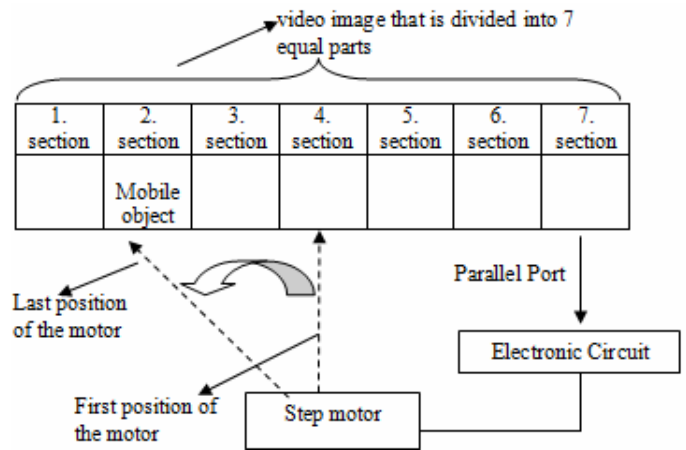 video image that is divided into 7
equal parts
1. section
2. section
3. section
4. section
5. section
6. section
7. section
Mobile
object
Parallel Port
Last position
of the motor
Electronic Circuit
First position of
the motor
Step motor